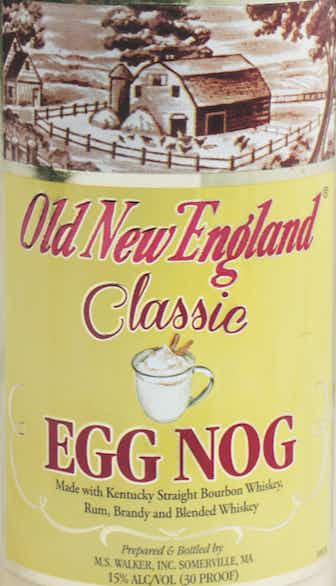 Old New England®
Classic
EGG NOG
Made with Kentucky Straight Bourbon Whiskey,
Rum, Brandy and Blended Whiskey
Prepared & Bottled by
M.S. WALKER, INC. SOMERVILLE, MA
15% ALC/VOL (30 PROOF)